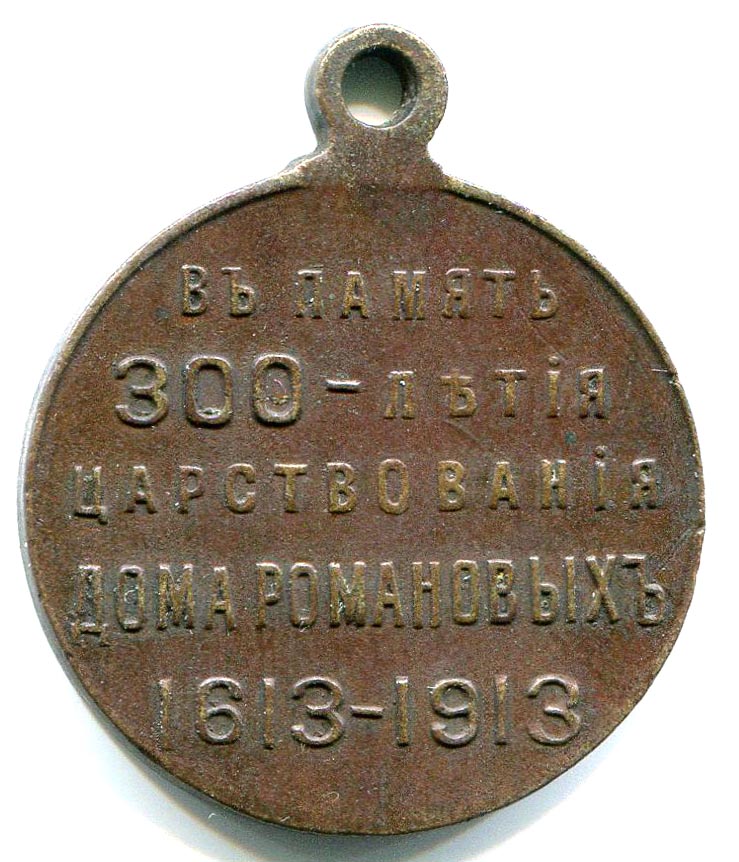 ВЪ ПАМЯТЬ
300-ЛѢТІЯ
ЦАРСТВОВАНІЯ
ДОМА РОМАНОВЫХЪ
1613-1913